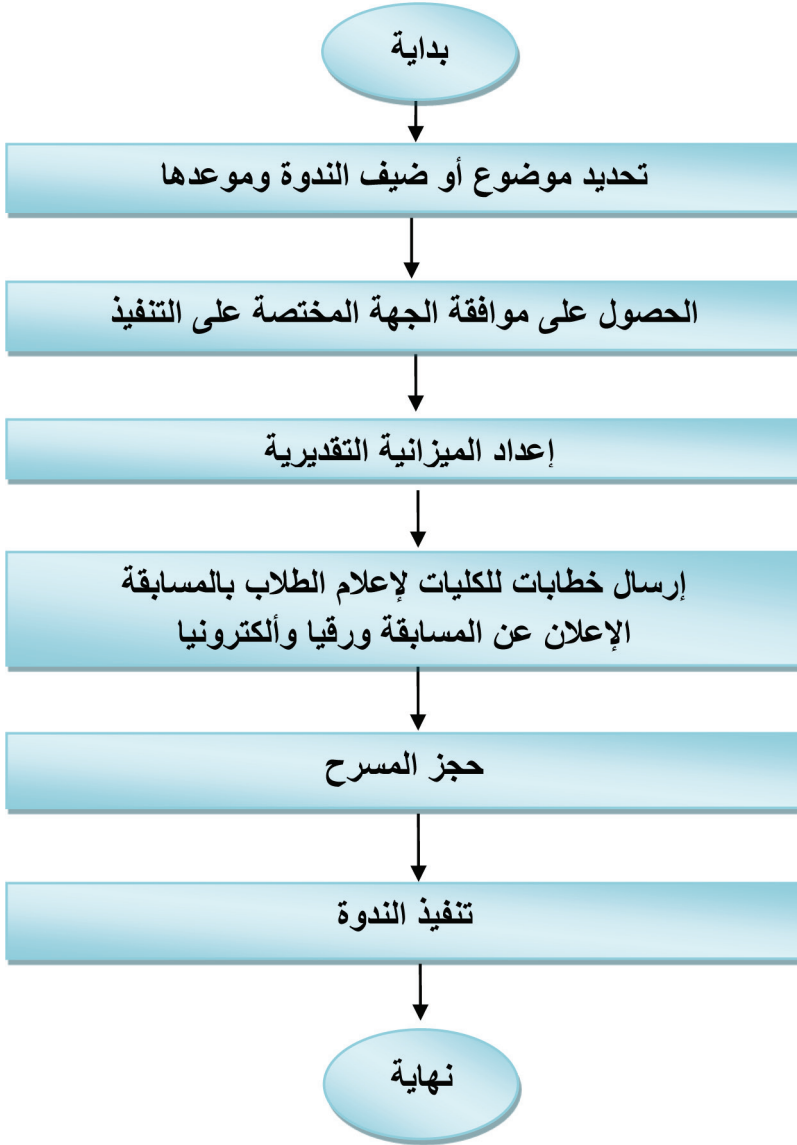 بداية
تحديد موضوع أو ضيف الندوة وموعدها
الحصول على موافقة الجهة المختصة على التنفيذ
إعداد الميزانية التقديرية
إرسال خطابات للكليات لإعلام الطلاب بالمسابقة
الإعلان عن المسابقة ورقيا وألكترونيا
حجز المسرح
تنفيذ الندوة
نهاية